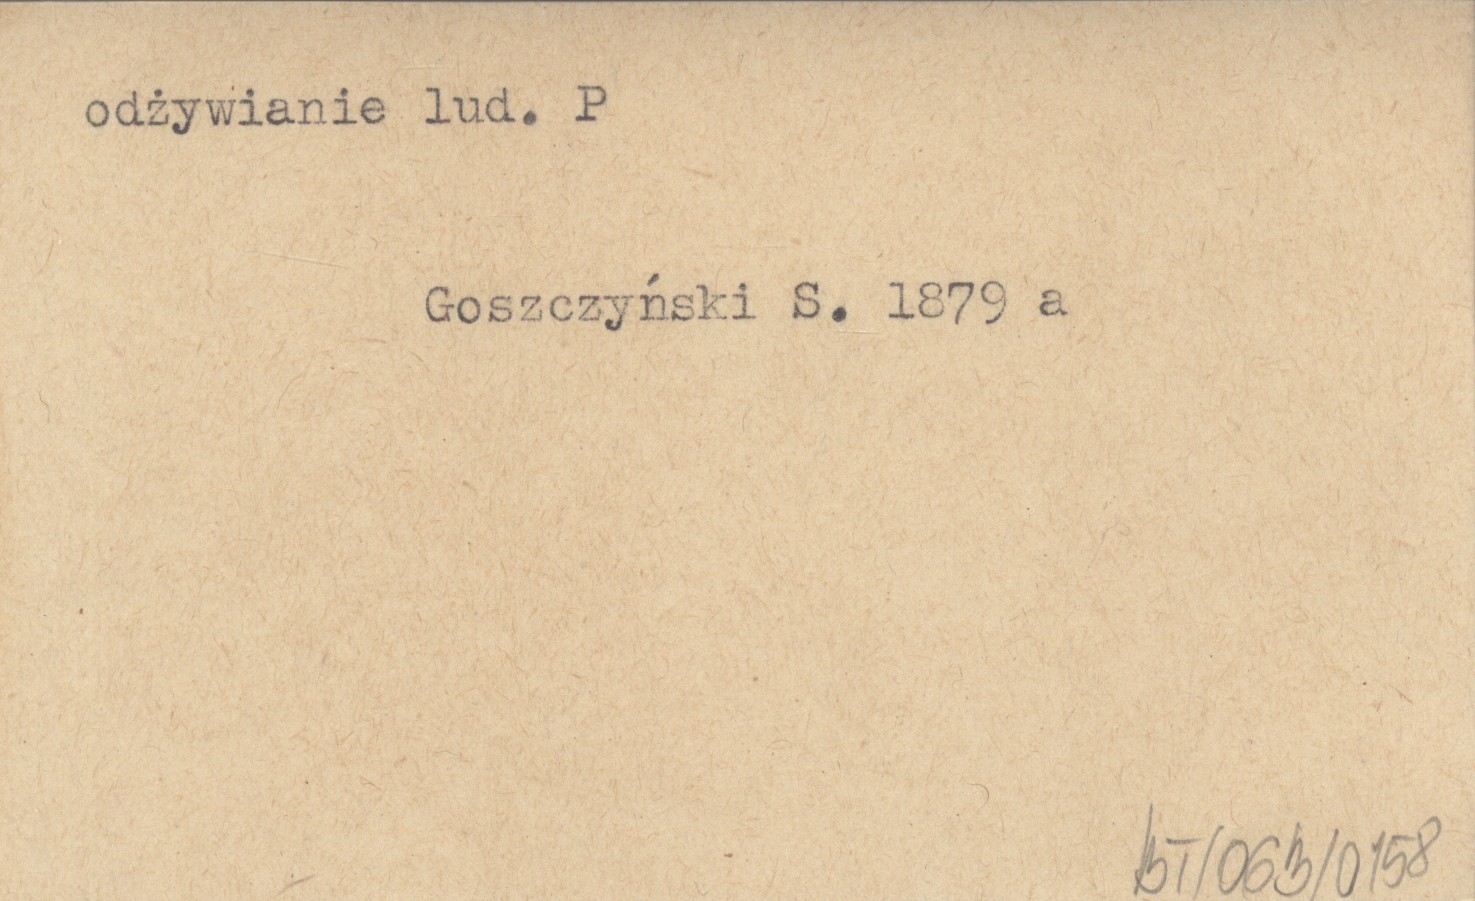 odżywianie lud. P
Goszczyński S. 1879 a
BT/063/0158